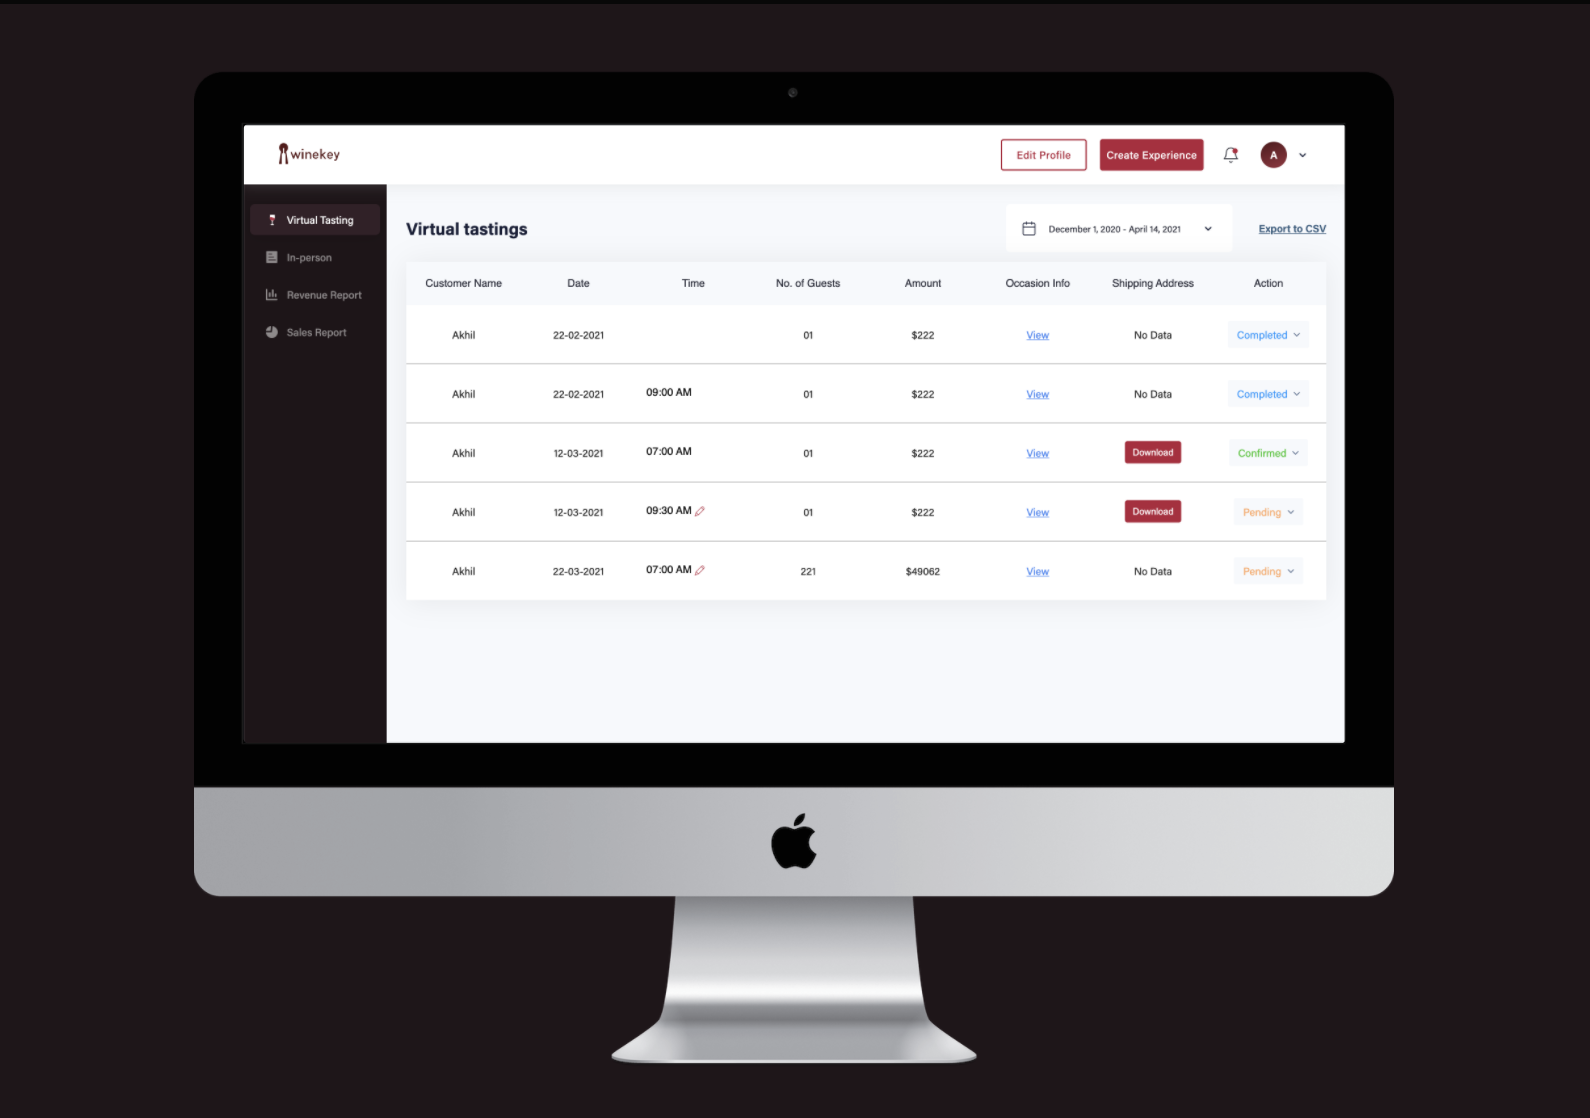 winekey
Edit Profile
Create Experience
A
Virtual Tasting
In-person
Revenue Report
Sales Report
Virtual tastings
December 1, 2020 - April 14, 2021
Export to CSV
Customer Name Date Time No. of Guests Amount Occasion Info Shipping Address Action
Akhil 22-02-2021 01 $222 View No Data Completed
Akhil 22-02-2021 09:00 AM 01 $222 View No Data Completed
Akhil 12-03-2021 07:00 AM 01 $222 View Download Confirmed
Akhil 12-03-2021 09:30 AM 01 $222 View Download Pending
Akhil 22-03-2021 07:00 AM 221 $49062 View No Data Pending